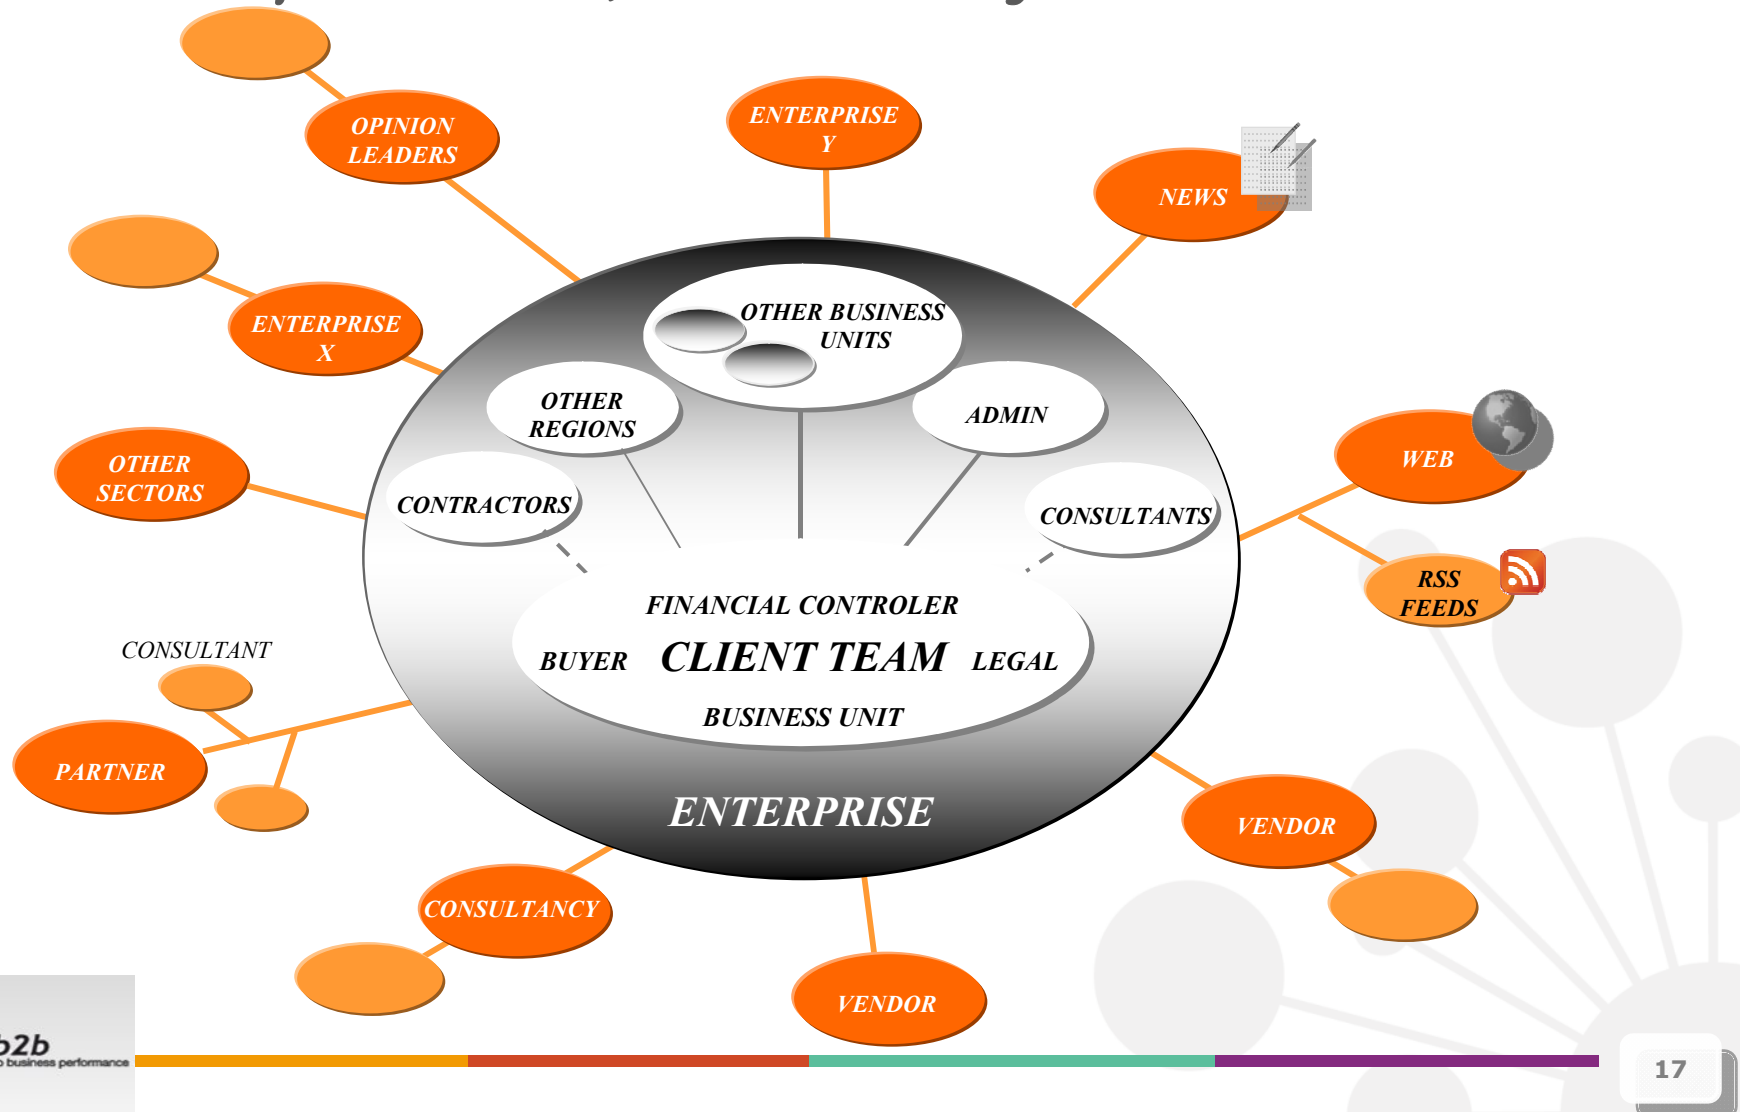 OPINION
LEADERS
ENTERPRISE
Y
NEWS
ENTERPRISE
X
OTHER BUSINESS
UNITS
OTHER
REGIONS
ADMIN
OTHER
SECTORS
WEB
CONTRACTORS
CONSULTANTS
RSS
FEEDS
FINANCIAL CONTROLER
CONSULTANT
BUYER CLIENT TEAM LEGAL
BUSINESS UNIT
PARTNER
ENTERPRISE
VENDOR
CONSULTANCY
VENDOR
b2b
business performance
17